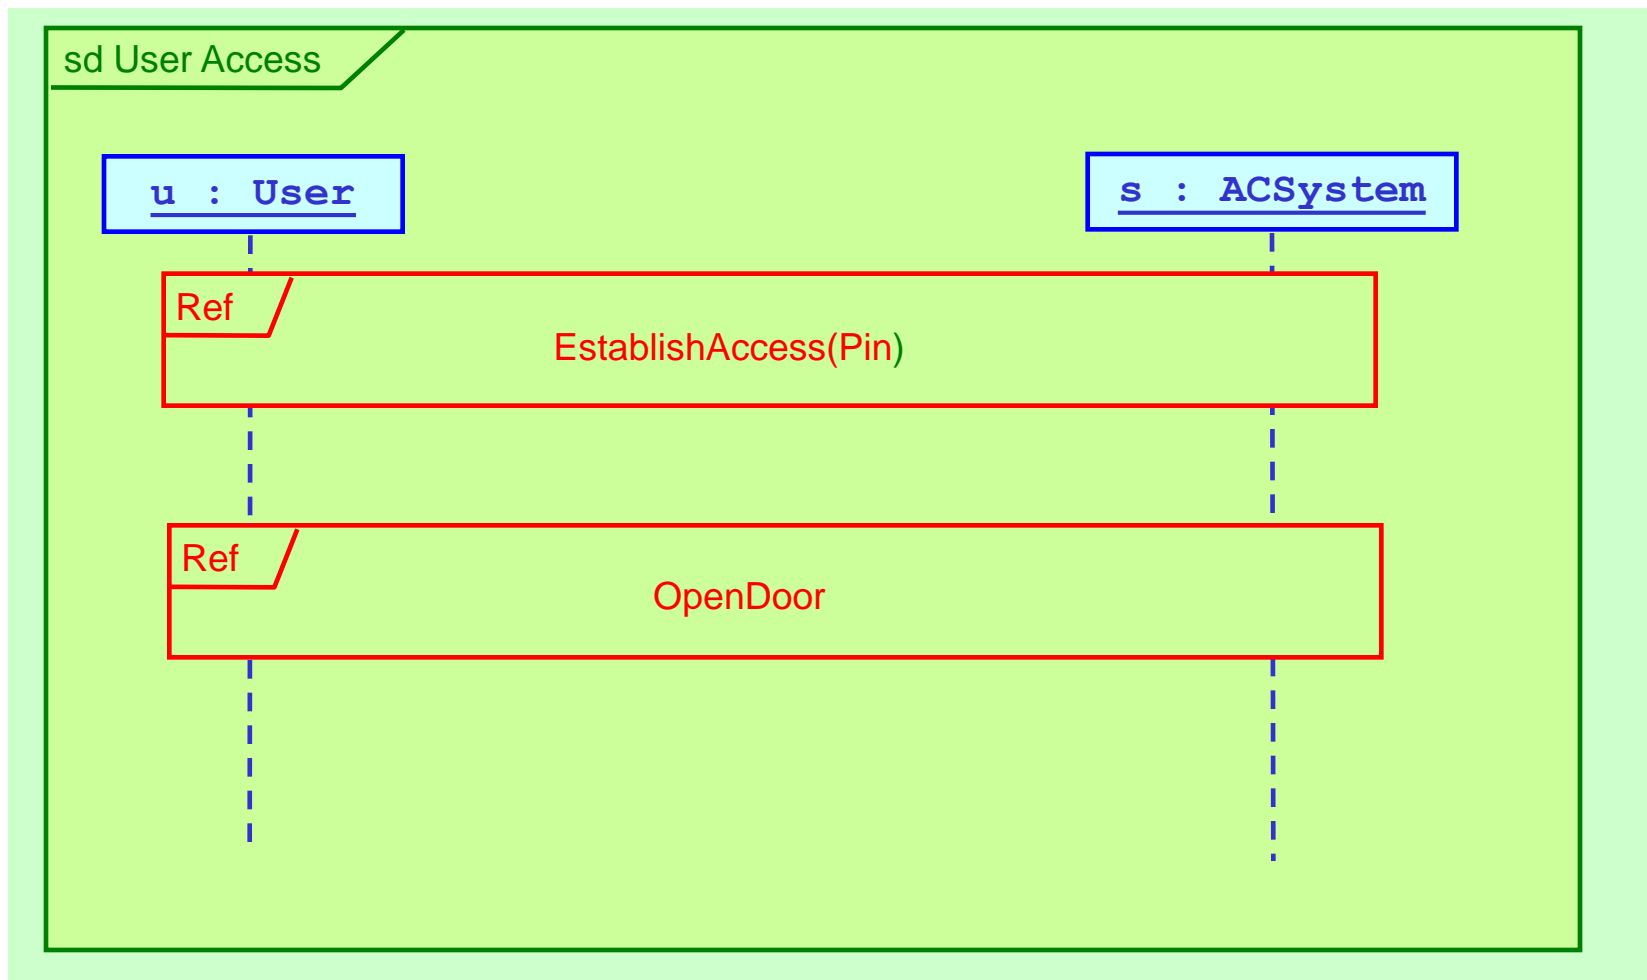 sd User Access
u : User
s : ACSystem
Ref
EstablishAccess(Pin)
Ref
OpenDoor